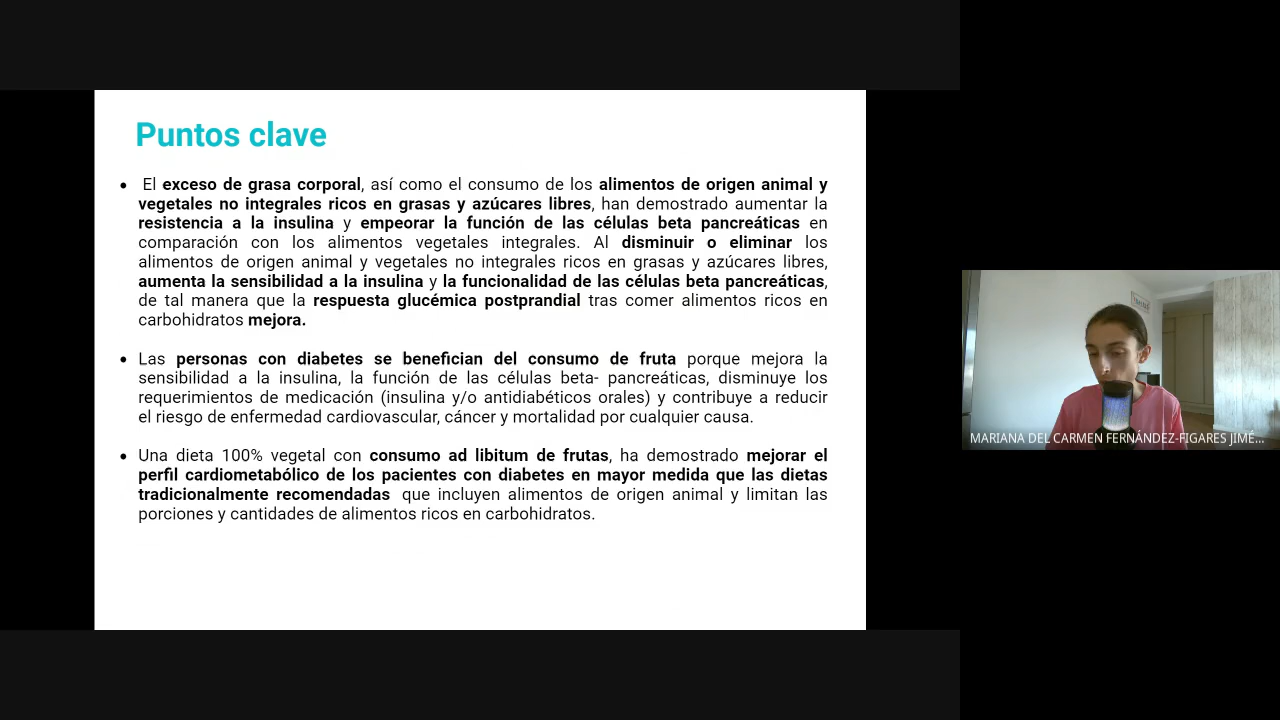 Puntos clave
• El exceso de grasa corporal, así como el consumo de los alimentos de origen animal y
vegetales no integrales ricos en grasas y azúcares libres, han demostrado aumentar la
resistencia a la insulina y empeorar la función de las células beta pancreáticas en
comparación con los alimentos vegetales integrales. Al disminuir o eliminar los
alimentos de origen animal y vegetales no integrales ricos en grasas y azúcares libres,
aumenta la sensibilidad a la insulina y la funcionalidad de las células beta pancreáticas,
de tal manera que la respuesta glucémica postprandial tras comer alimentos ricos en
carbohidratos mejora.
• Las personas con diabetes se benefician del consumo de fruta porque mejora la
sensibilidad a la insulina, la función de las células beta- pancreáticas, disminuye los
requerimientos de medicación (insulina y/o antidiabéticos orales) y contribuye a reducir
el riesgo de enfermedad cardiovascular, cáncer y mortalidad por cualquier causa.
• Una dieta 100% vegetal con consumo ad libitum de frutas, ha demostrado mejorar el
perfil cardiometabólico de los pacientes con diabetes en mayor medida que las dietas
tradicionalmente recomendadas que incluyen alimentos de origen animal y limitan las
porciones y cantidades de alimentos ricos en carbohidratos.
MARIANA DEL CARMEN FERNÁNDEZ-FIGARES JIMÉ...